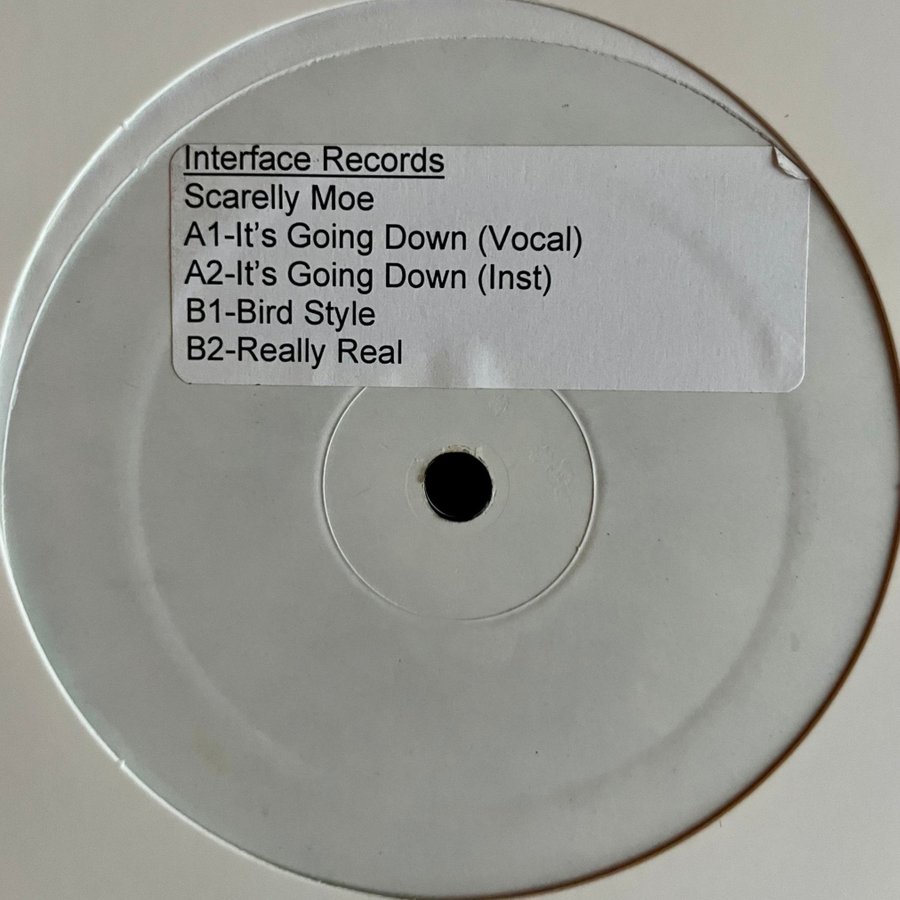 Interface Records
Scarelly Moe
A1-It's Going Down (Vocal)
A2-It's Going Down (Inst)
B1-Bird Style
B2-Really Real